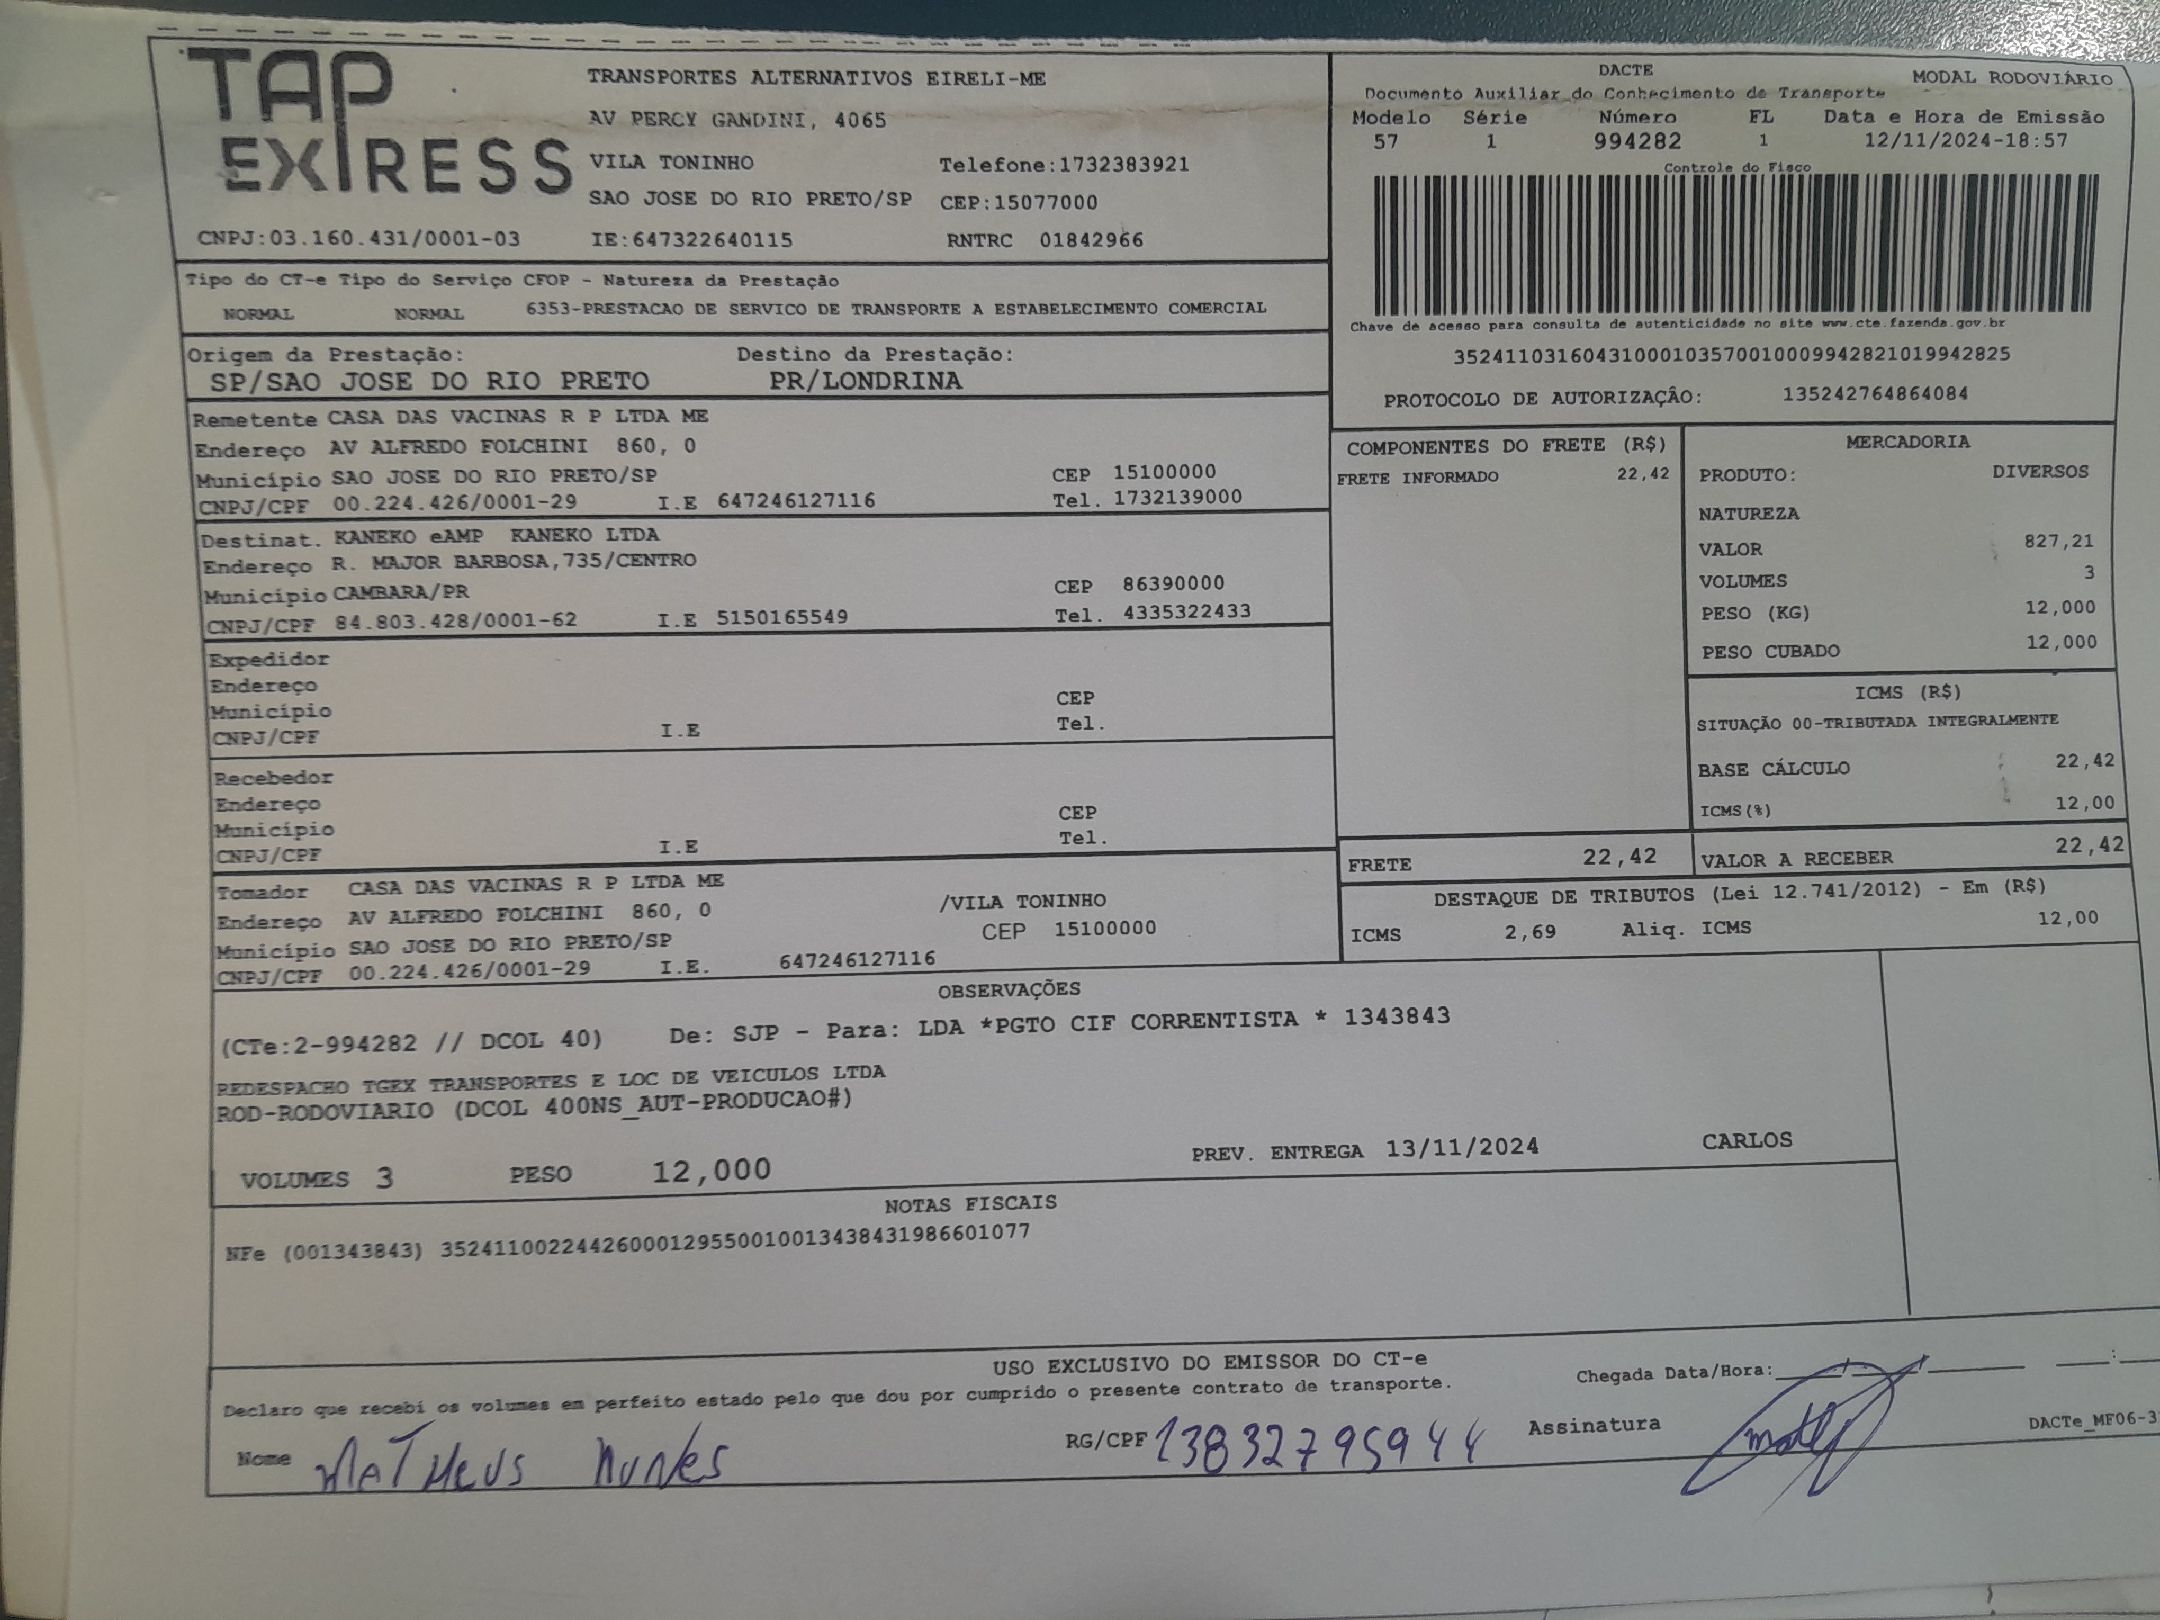 TAP
EXPRESS
TRANSPORTES ALTERNATIVOS EIRELI-ME
AV PERCY GANDINI, 4065
VILA TONINHO Telefone:1732383921
SAO JOSE DO RIO PRETO/SP CEP:15077000
CNPJ:03.160.431/0001-03 IE:647322640115 RNTRC 01842966
DACTE MODAL RODOVIÁRIO
Documento Auxiliar do Conhecimento de Transporte
Modelo Série Número FL Data e Hora de Emissão
57 1 994282 1 12/11/2024-18:57
Controle do Fisco
Chave de acesso para consulta de autenticidade no site www.cte.fazenda.gov.br
35241103160431000103570010009942821019942825
PROTOCOLO DE AUTORIZAÇÂO: 135242764864084
Tipo do CT-e Tipo do Serviço CFOP - Natureza da Prestação
NORMAL NORMAL 6353-PRESTACAO DE SERVICO DE TRANSPORTE A ESTABELECIMENTO COMERCIAL
Origem da Prestação: Destino da Prestação:
SP/SAO JOSE DO RIO PRETO PR/LONDRINA
Remetente CASA DAS VACINAS R P LTDA ME
Endereço AV ALFREDO FOLCHINI 860, 0
Município SAO JOSE DO RIO PRETO/SP CEP 15100000
CNPJ/CPF 00.224.426/0001-29 I.E 647246127116 Tel. 1732139000
Destinat. KANEKO eAMP KANEKO LTDA
Endereço R. MAJOR BARBOSA,735/CENTRO
Município CAMBARA/PR CEP 86390000
CNPJ/CPF 84.803.428/0001-62 I.E 5150165549 Tel. 4335322433
Expedidor
Endereço
Município CEP
CNPJ/CPF I.E Tel.
Recebedor
Endereço
Município CEP
CNPJ/CPF I.E Tel.
Tomador CASA DAS VACINAS R P LTDA ME
Endereço AV ALFREDO FOLCHINI 860, 0 /VILA TONINHO
Município SAO JOSE DO RIO PRETO/SP CEP 15100000
CNPJ/CPF 00.224.426/0001-29 I.E. 647246127116
COMPONENTES DO FRETE (R$)
FRETE INFORMADO 22,42
MERCADORIA
PRODUTO: DIVERSOS
NATUREZA
VALOR 827,21
VOLUMES 3
PESO (KG) 12,000
PESO CUBADO 12,000
ICMS (R$)
SITUAÇÃO 00-TRIBUTADA INTEGRALMENTE
BASE CÁLCULO 22,42
ICMS(%) 12,00
FRETE 22,42 VALOR A RECEBER 22,42
DESTAQUE DE TRIBUTOS (Lei 12.741/2012) - Em (R$)
ICMS 2,69 Aliq. ICMS 12,00
OBSERVAÇÕES
(CTe:2-994282 // DCOL 40) De: SJP - Para: LDA *PGTO CIF CORRENTISTA * 1343843
REDESPACHO TGEX TRANSPORTES E LOC DE VEICULOS LTDA
ROD-RODOVIARIO (DCOL 400NS_AUT-PRODUCAO#)
VOLUMES 3 PESO 12,000 PREV. ENTREGA 13/11/2024 CARLOS
NOTAS FISCAIS
NFe (001343843) 35241100224426000129550010013438431986601077
USO EXCLUSIVO DO EMISSOR DO CT-e
Declaro que recebi os volumes em perfeito estado pelo que dou por cumprido o presente contrato de transporte.
Chegada Data/Hora:____/____/____ ___:___
Nome MATHEUS NUNES RG/CPF 13832795944 Assinatura
DACTe_MF06-3